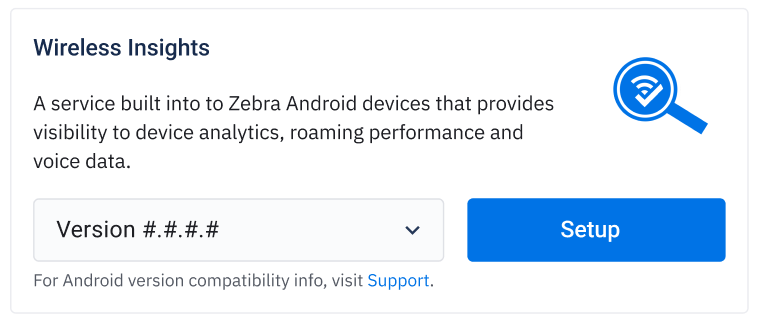 Wireless Insights
A service built into to Zebra Android devices that provides
visibility to device analytics, roaming performance and
voice data.
Version #.#.#.#
Setup
For Android version compatibility info, visit Support.